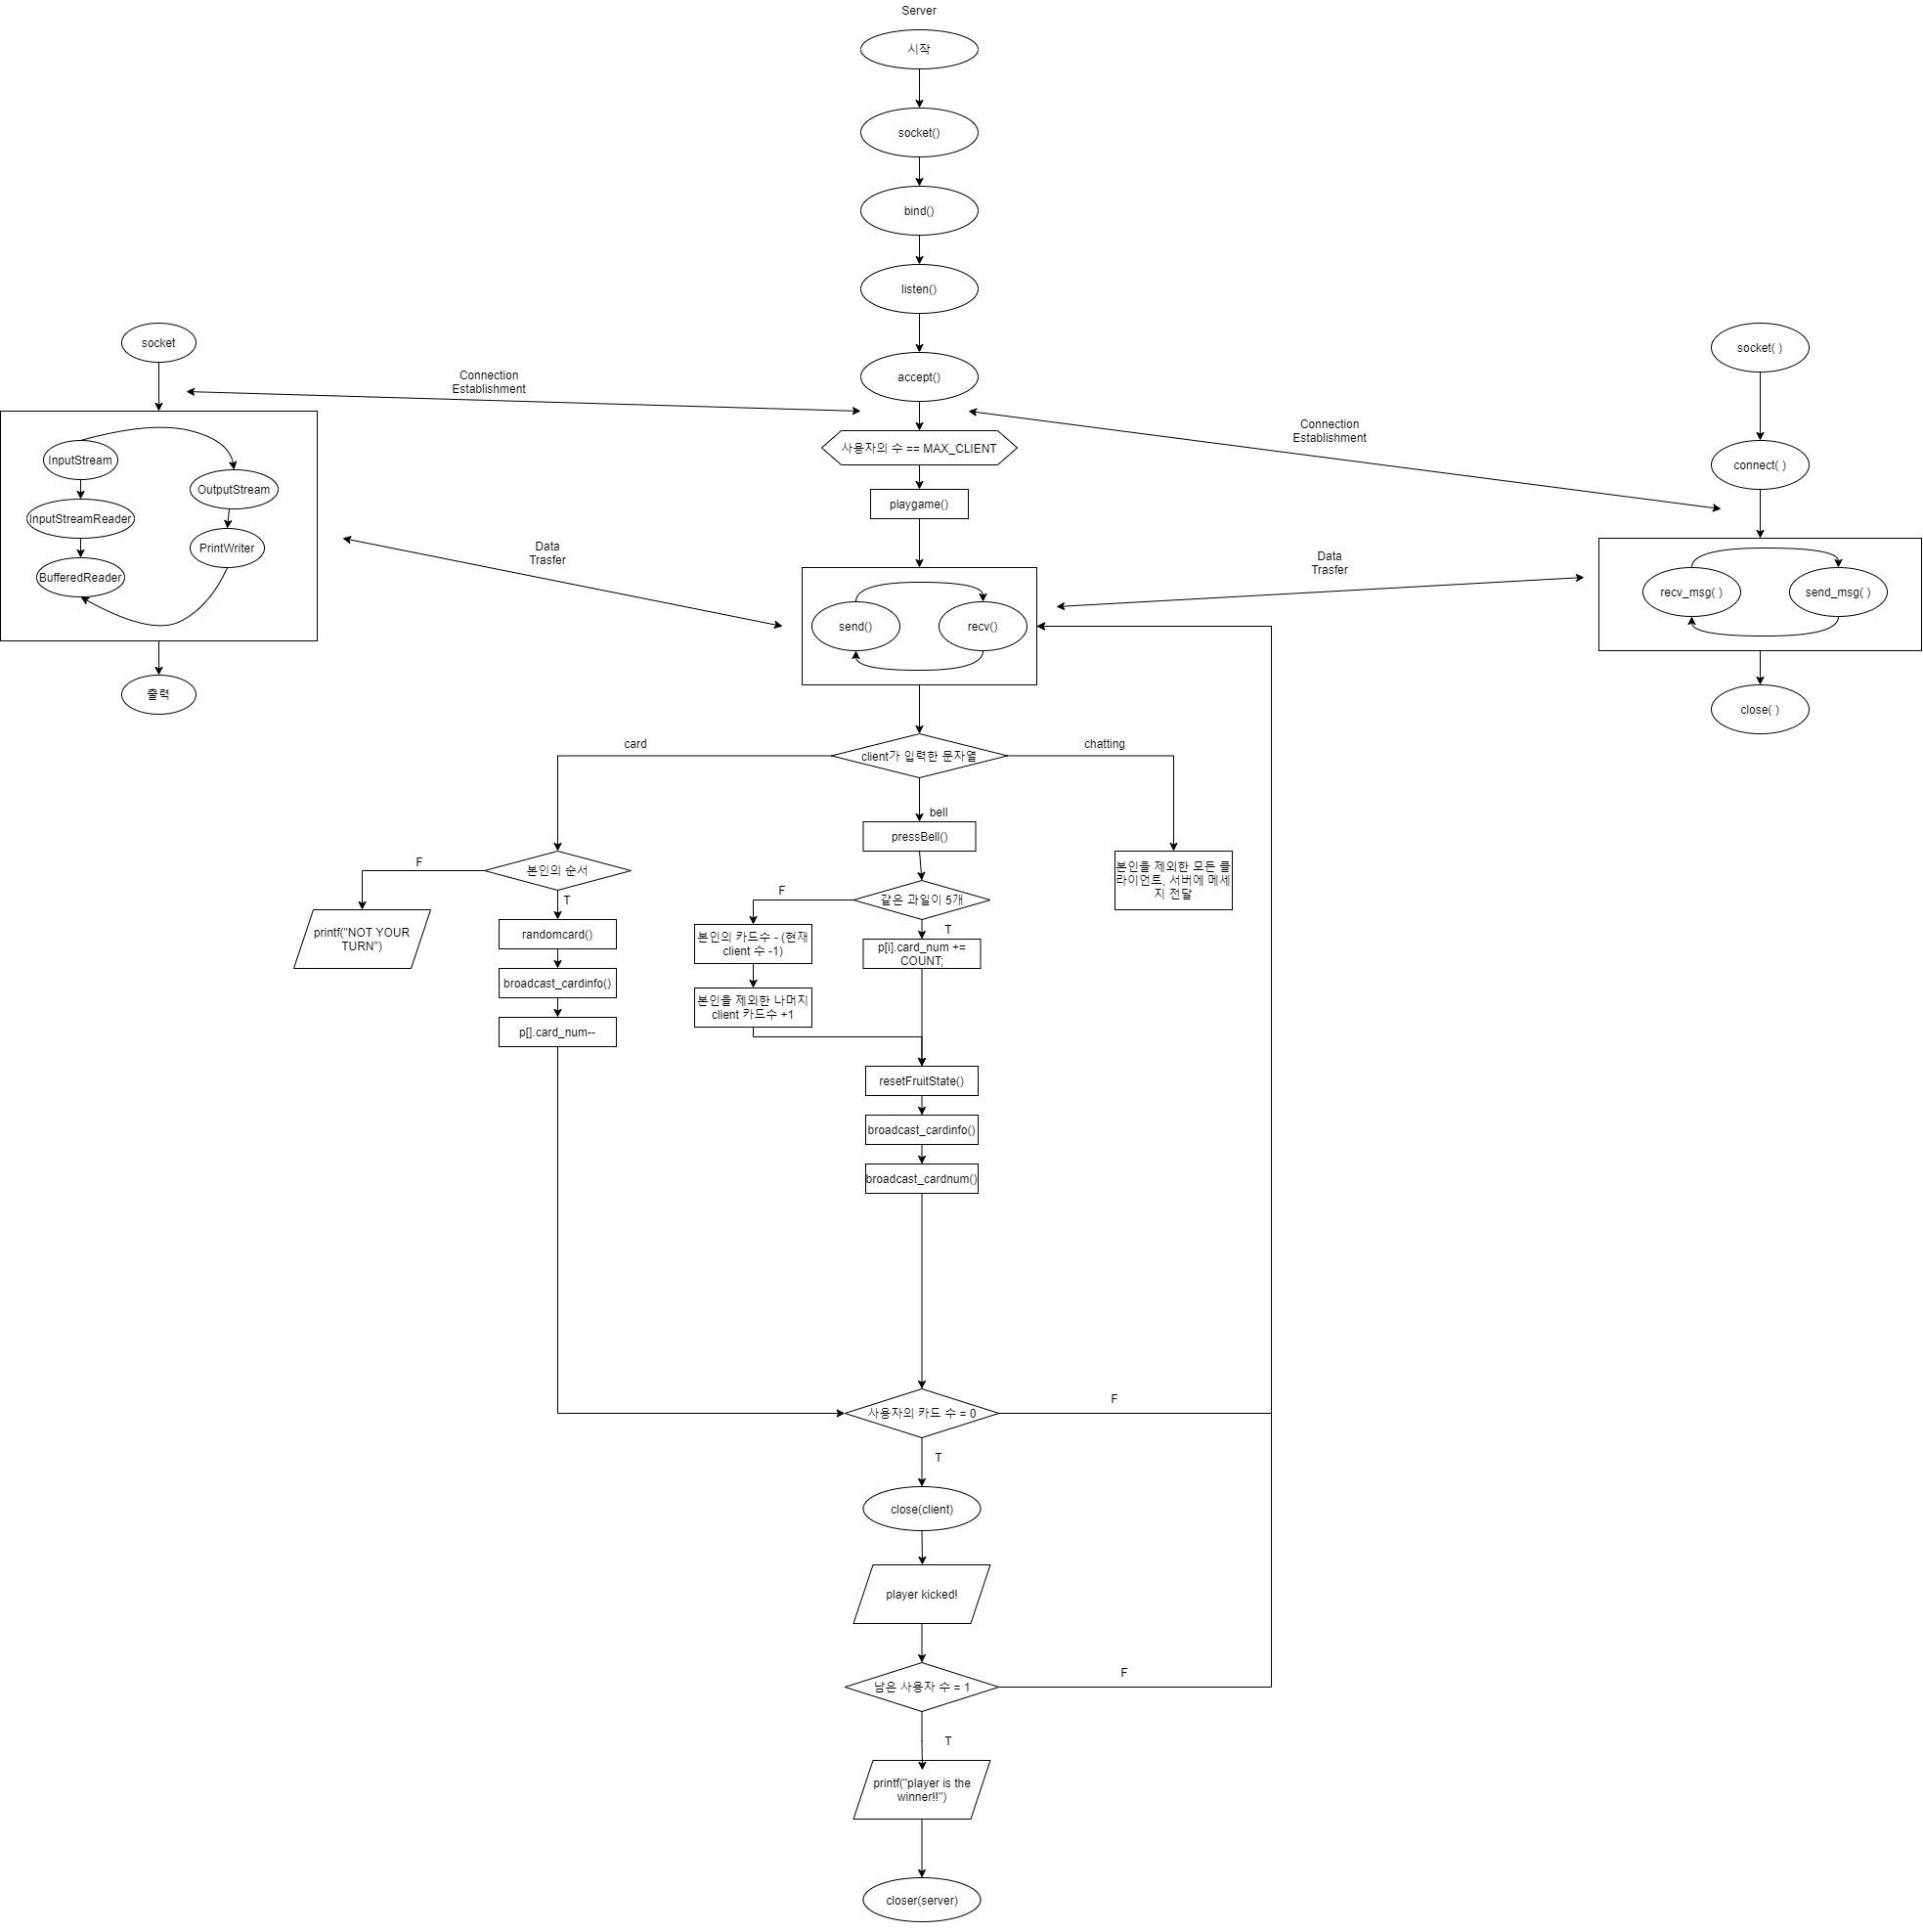 Server
시작
socket()
bind()
listen()
socket
socket( )
accept()
Connection
Establishment
Connection
Establishment
사용자의 수 == MAX_CLIENT
InputStream
connect( )
OutputStream
playgame()
InputStreamReader
PrintWriter
Data
Trasfer
Data
Trasfer
BufferedReader
recv_msg( )
send_msg( )
send()
recv()
출력
close( )
card
chatting
client가 입력한 문자열
bell
pressBell()
F
본인의 순서
본인을 제외한 모든 클
라이언트, 서버에 메세
지 전달
F
같은 과일이 5개
T
printf("NOT YOUR
TURN")
randomcard()
T
본인의 카드수 - (현재
client 수 -1)
p[i].card_num +=
COUNT;
broadcast_cardinfo()
본인을 제외한 나머지
client 카드수 +1
p[].card_num--
resetFruitState()
broadcast_cardinfo()
broadcast_cardnum()
사용자의 카드 수 = 0
F
T
close(client)
player kicked!
남은 사용자 수 = 1
F
T
printf("player is the
winner!!")
closer(server)